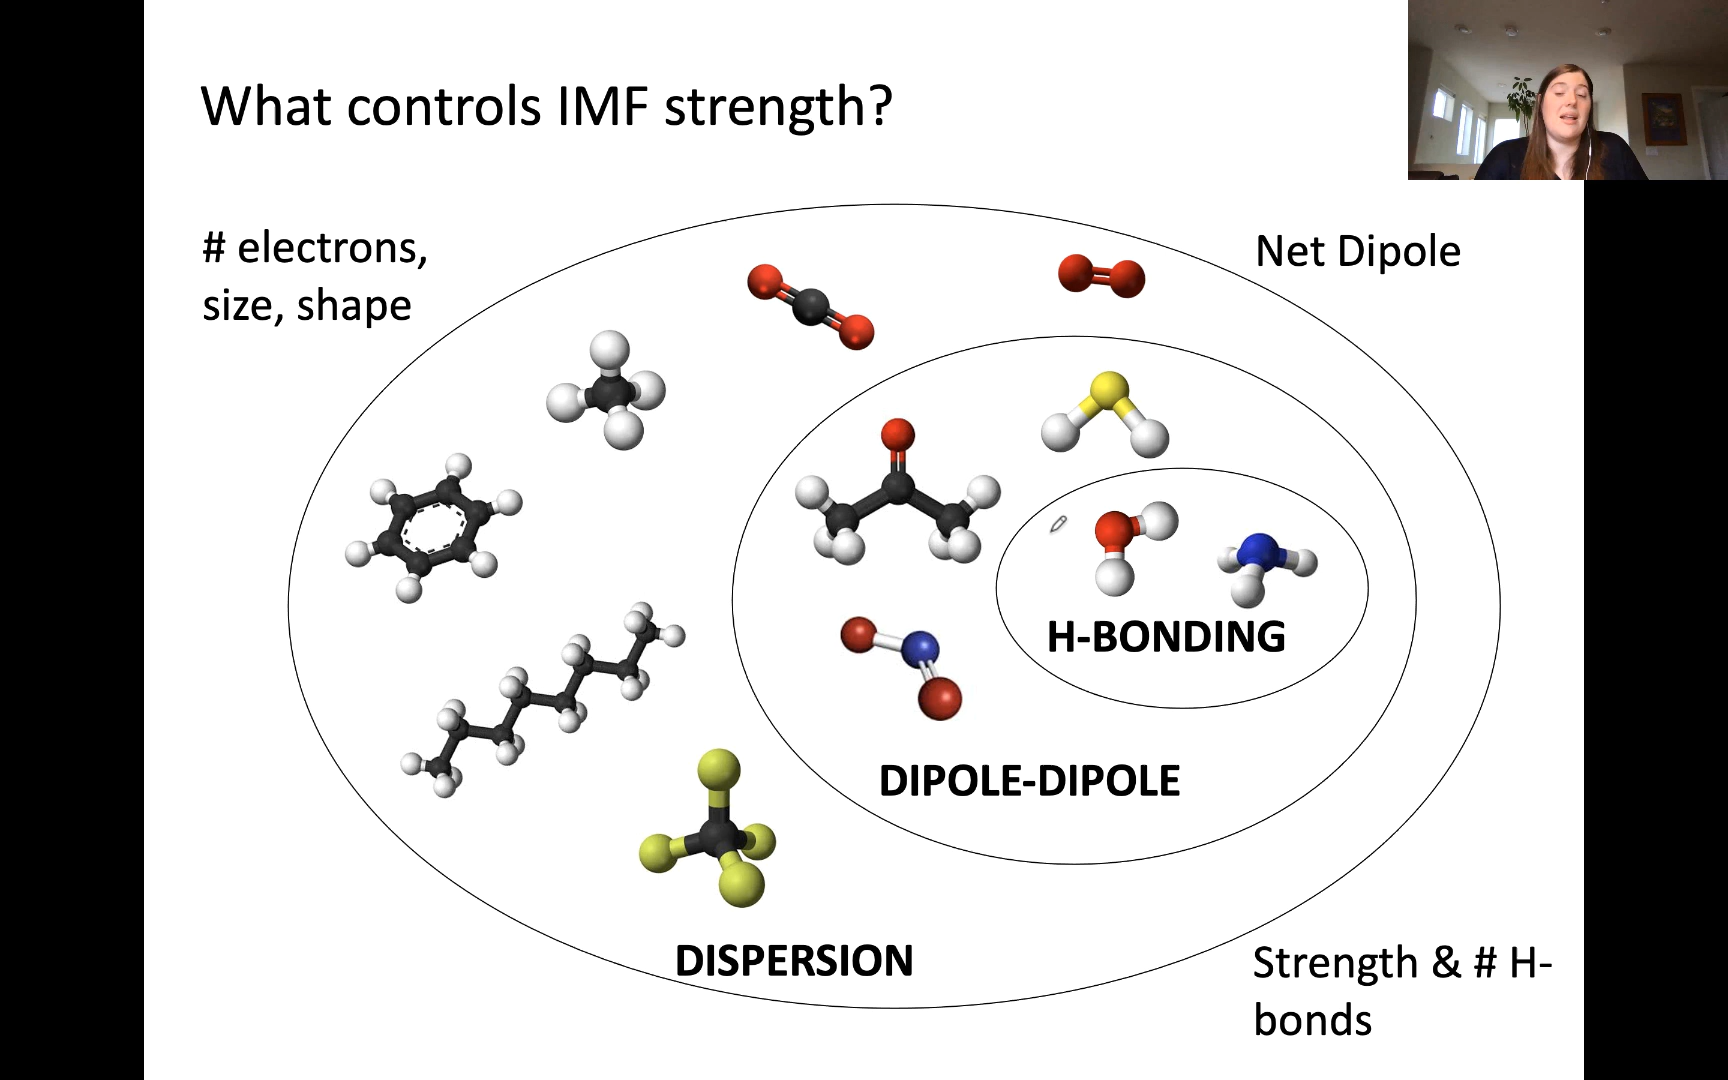 What controls IMF strength?
# electrons,
size, shape
Net Dipole
H-BONDING
DIPOLE-DIPOLE
DISPERSION
Strength & # H-
bonds